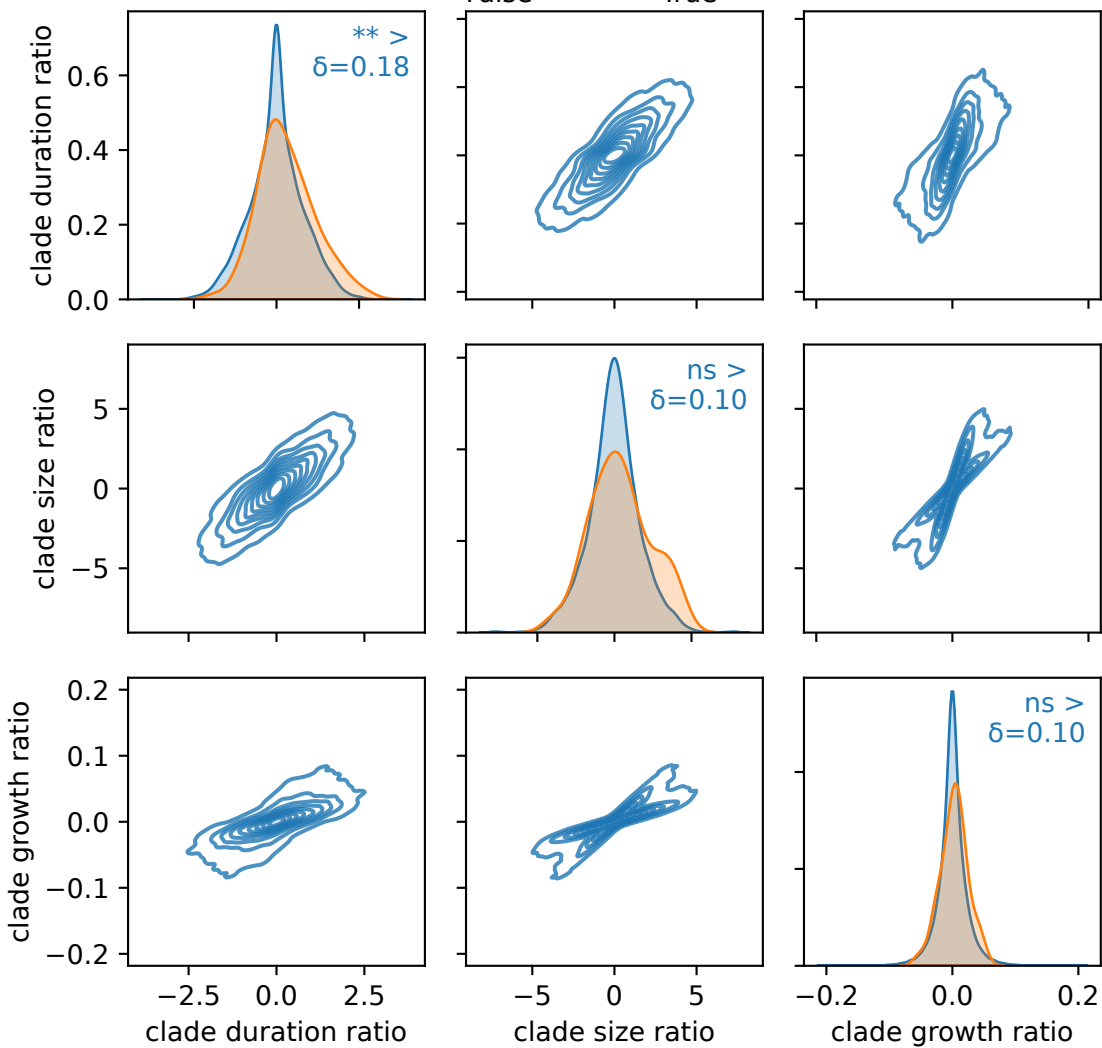 clade duration ratio
0.6
0.4
0.2
0.0
** >
δ=0.18
clade size ratio
5
0
−5
ns >
δ=0.10
clade growth ratio
0.2
0.1
0.0
−0.1
−0.2
ns >
δ=0.10
−2.5 0.0 2.5
−5 0 5
−0.2 0.0 0.2
clade duration ratio
clade size ratio
clade growth ratio